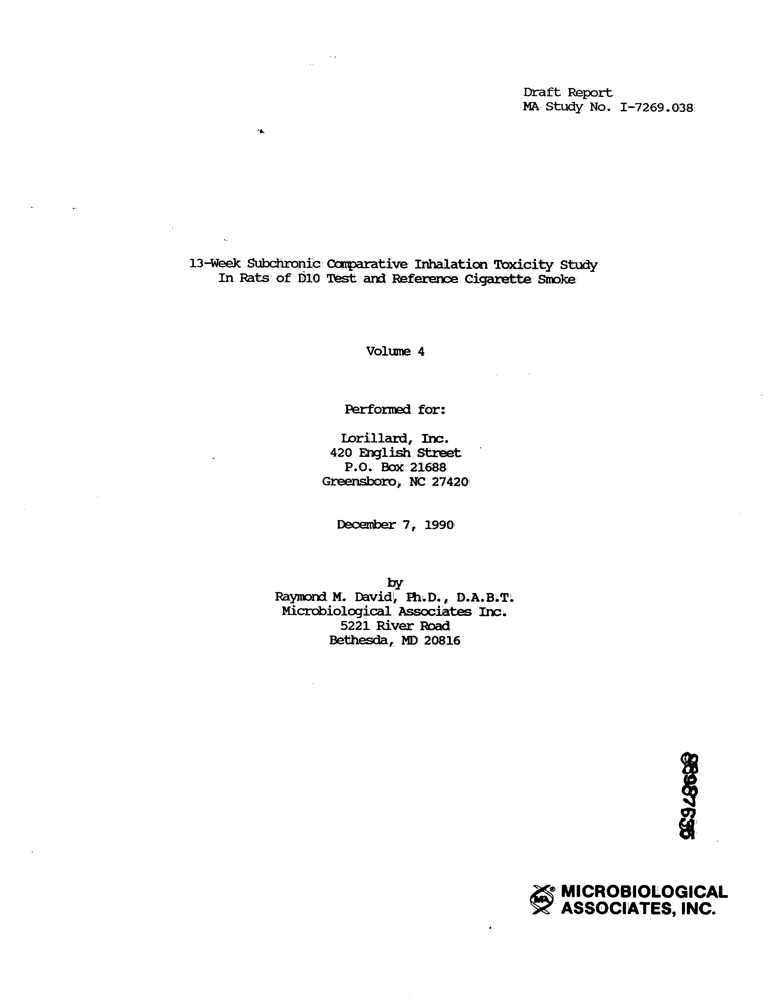 Draft Report
MA Study No. I-7269.038
13-Week Subchronic Comparative Inhalation Toxicity Study
In Rats of D10 Test and Reference Cigarette Smoke
Volume 4
Performed for:
Lorillard, Inc.
420 English Street
P.O. Box 21688
Greensboro, NC 27420
December 7, 1990
by
Raymond M. David, Ph.D., D.A.B.T.
Microbiological Associates Inc.
5221 River Road
Bethesda, MD 20816
MA®
MICROBIOLOGICAL
ASSOCIATES, INC.